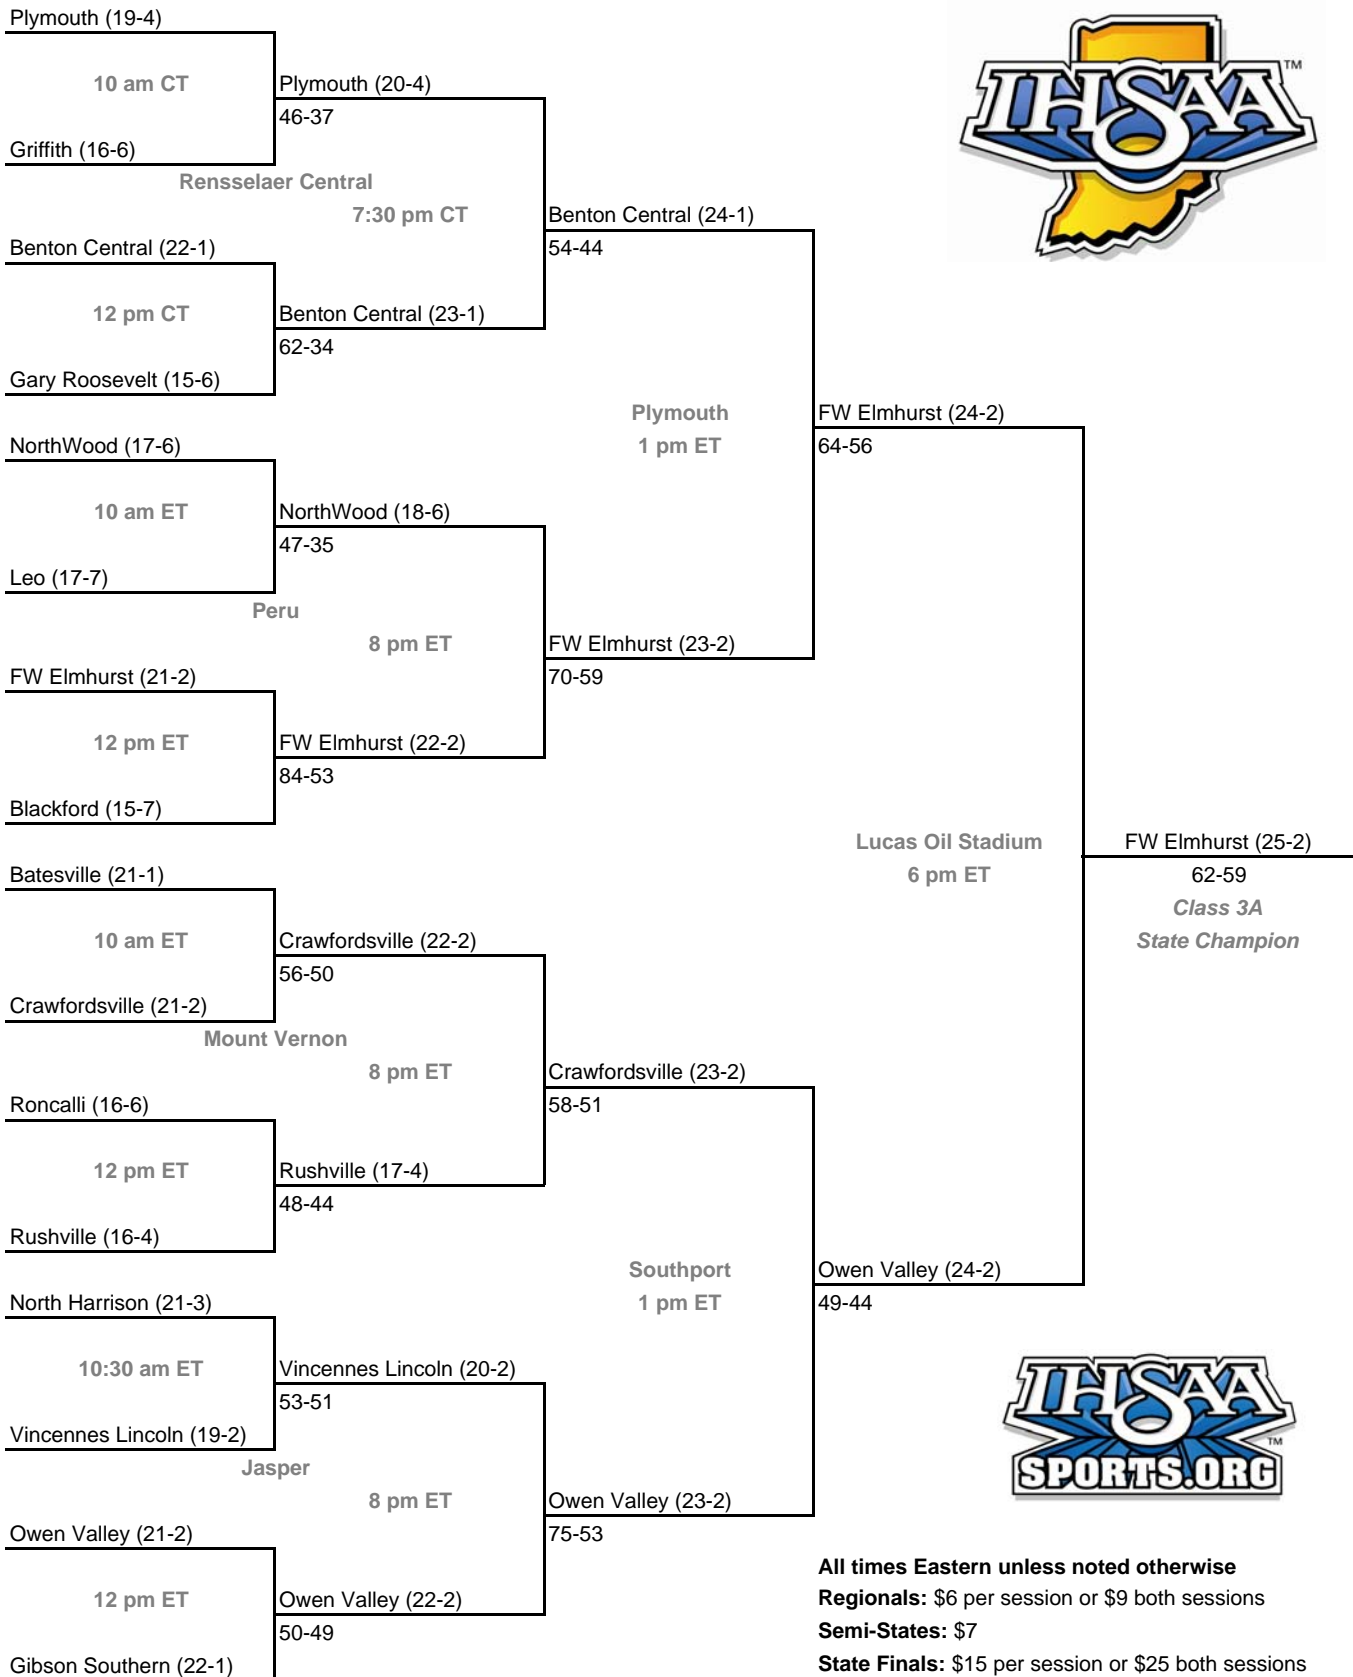 Plymouth (19-4)
10 am CT
Plymouth (20-4)
46-37
Griffith (16-6)
Rensselaer Central
7:30 pm CT
Benton Central (24-1)
54-44
Benton Central (22-1)
12 pm CT
Benton Central (23-1)
62-34
Gary Roosevelt (15-6)
Plymouth
1 pm ET
FW Elmhurst (24-2)
64-56
NorthWood (17-6)
10 am ET
NorthWood (18-6)
47-35
Leo (17-7)
Peru
8 pm ET
FW Elmhurst (23-2)
70-59
FW Elmhurst (21-2)
12 pm ET
FW Elmhurst (22-2)
84-53
Blackford (15-7)
Lucas Oil Stadium
6 pm ET
FW Elmhurst (25-2)
62-59
Class 3A
State Champion
Batesville (21-1)
10 am ET
Crawfordsville (22-2)
56-50
Crawfordsville (21-2)
Mount Vernon
8 pm ET
Crawfordsville (23-2)
58-51
Roncalli (16-6)
12 pm ET
Rushville (17-4)
48-44
Rushville (16-4)
Southport
1 pm ET
Owen Valley (24-2)
49-44
North Harrison (21-3)
10:30 am ET
Vincennes Lincoln (20-2)
53-51
Vincennes Lincoln (19-2)
Jasper
8 pm ET
Owen Valley (23-2)
75-53
Owen Valley (21-2)
12 pm ET
Owen Valley (22-2)
50-49
Gibson Southern (22-1)
IHSAA TM
IHSAA TM
SPORTS.ORG
All times Eastern unless noted otherwise
Regionals: $6 per session or $9 both sessions
Semi-States: $7
State Finals: $15 per session or $25 both sessions